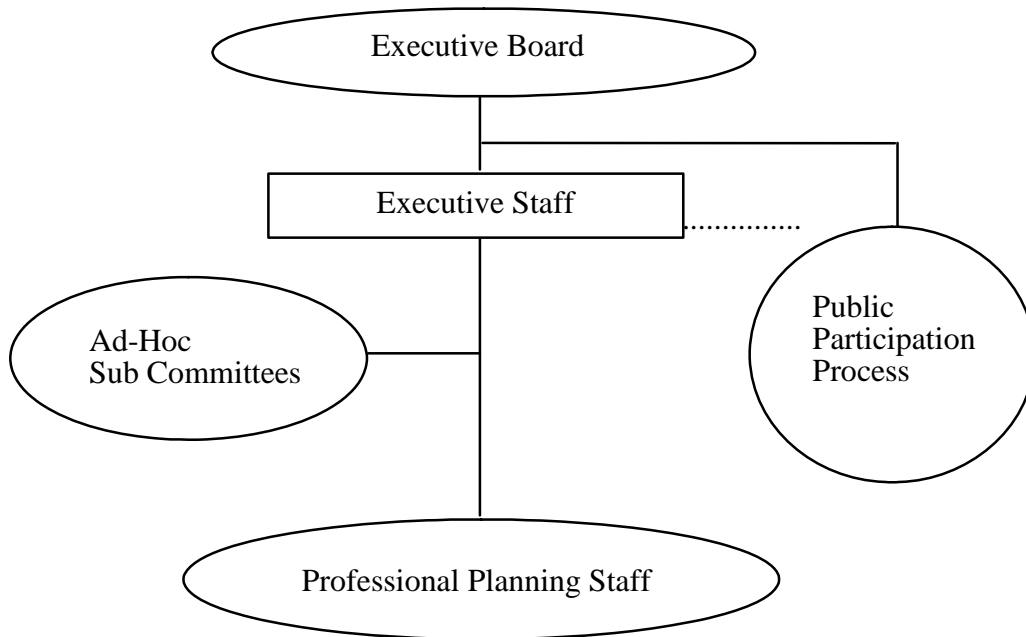 Executive Board
Executive Staff
Ad-Hoc
Sub Committees
Public
Participation
Process
Professional Planning Staff